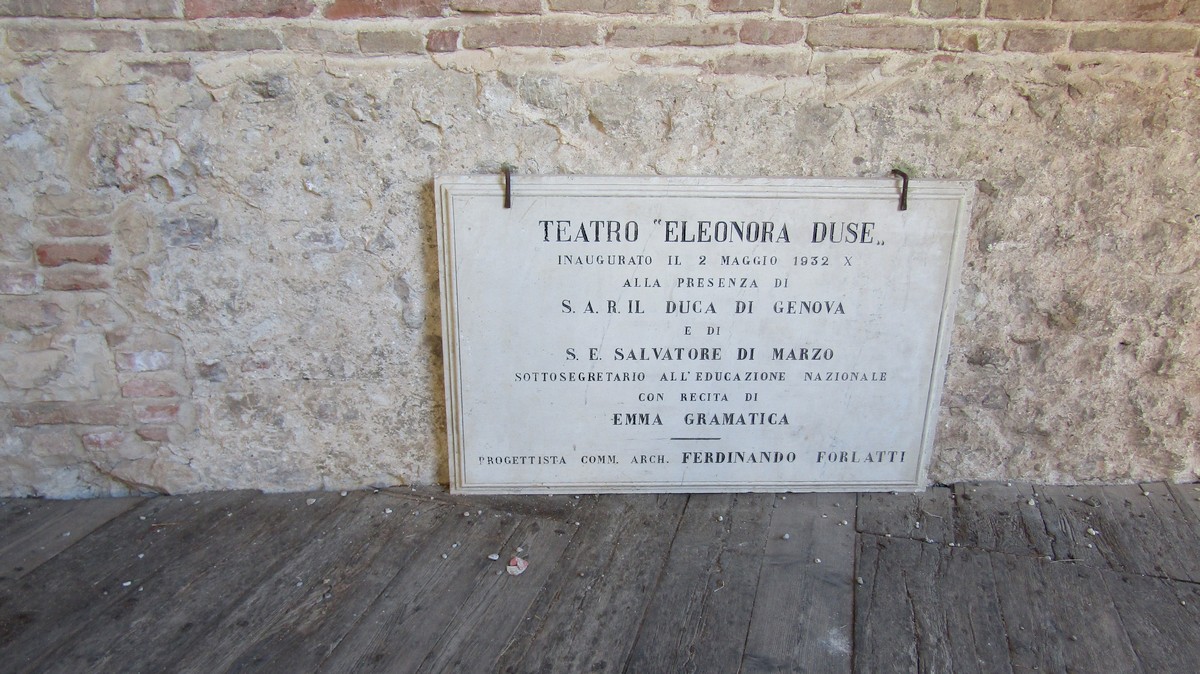 TEATRO "ELEONORA DUSE„
INAUGURATO IL 2 MAGGIO 1932 X
ALLA PRESENZA DI
S. A. R. IL DUCA DI GENOVA
E DI
S. E. SALVATORE DI MARZO
SOTTOSEGRETARIO ALL'EDUCAZIONE NAZIONALE
CON RECITA DI
EMMA GRAMATICA
PROGETTISTA COMM. ARCH. FERDINANDO FORLATTI